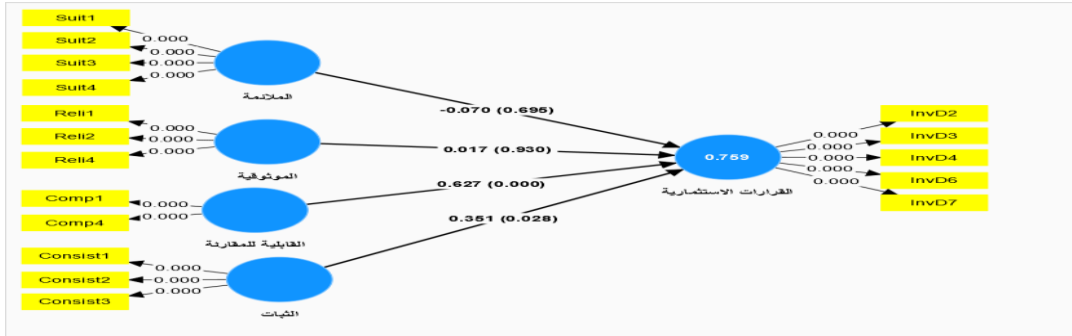 Suit1
0.000
Suit2
0.000
Suit3
0.000
Suit4
0.000
الملائمة
-0.070 (0.695)
Reli1
0.000
Reli2
0.000
Reli4
0.000
الموثوقية
0.017 (0.930)
Comp1
0.000
Comp4
0.000
القابلية للمقارنة
0.627 (0.000)
Consist1
0.000
Consist2
0.000
Consist3
0.000
الثبات
0.351 (0.028)
0.759
القرارات الاستثمارية
InvD2
0.000
InvD3
0.000
InvD4
0.000
InvD6
0.000
InvD7
0.000